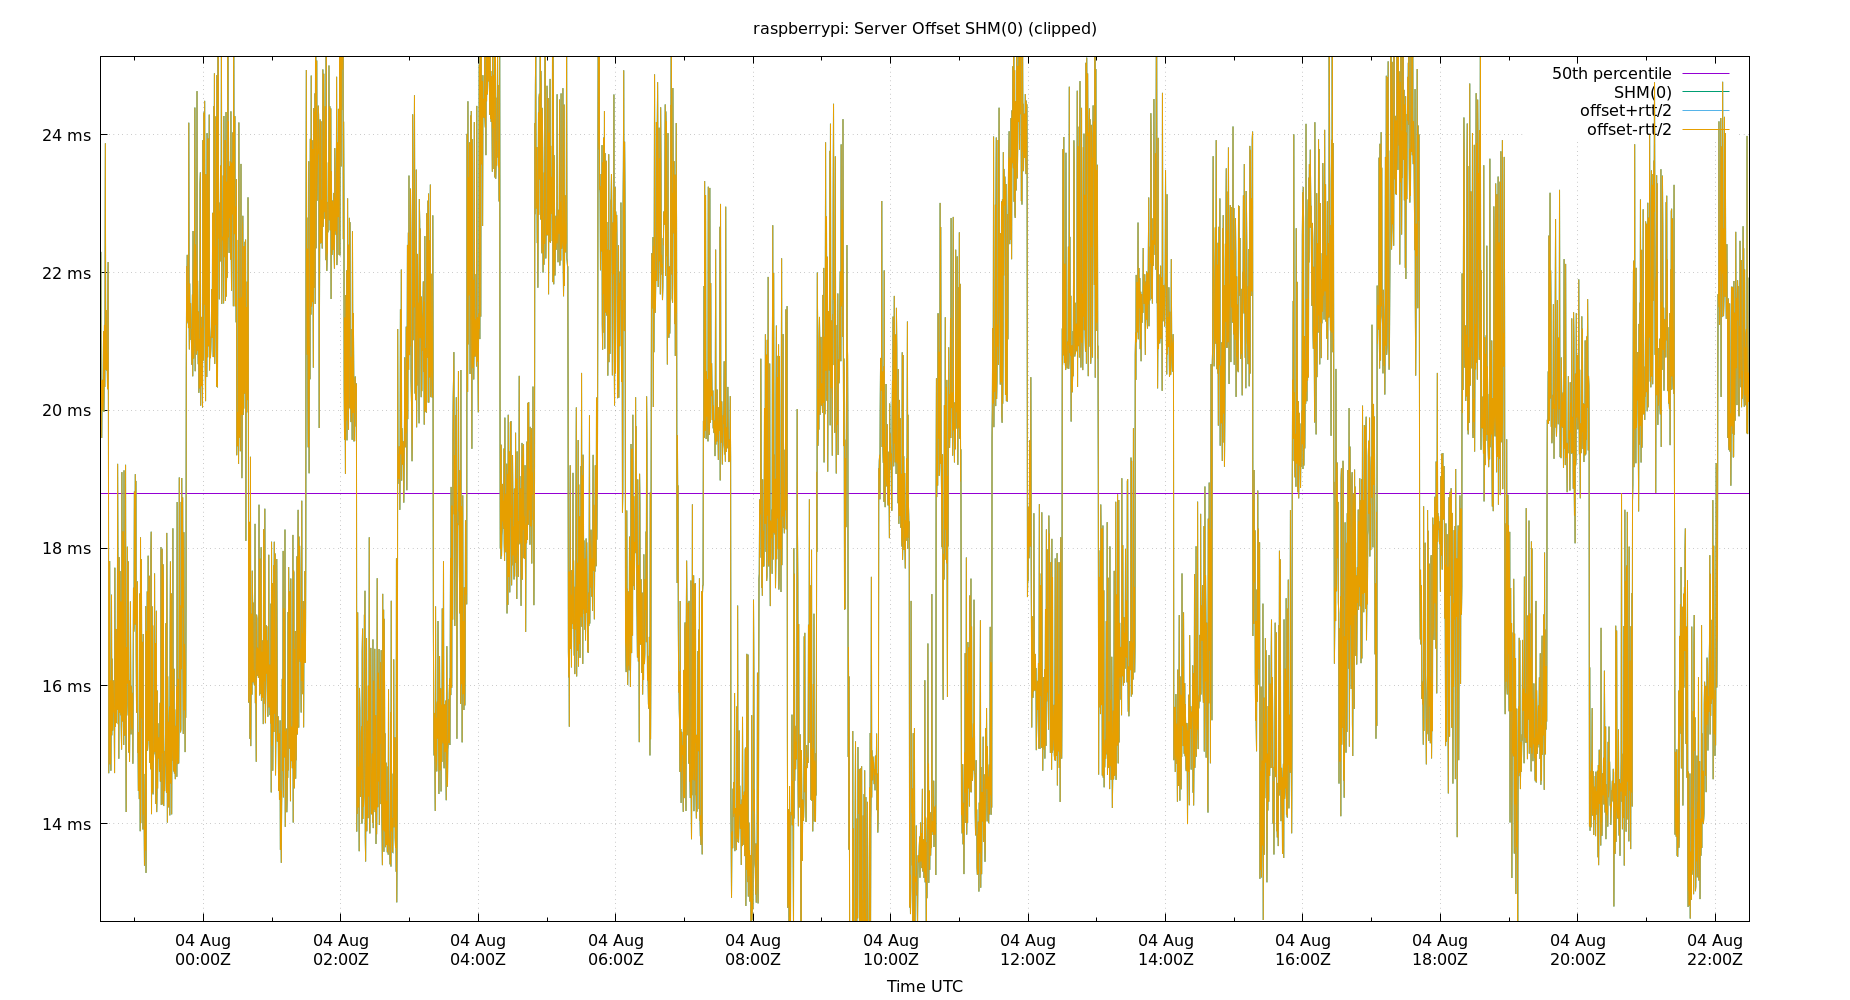 raspberrypi: Server Offset SHM(0) (clipped)
50th percentile
SHM(0)
offset+rtt/2
offset-rtt/2
24 ms
22 ms
20 ms
18 ms
16 ms
14 ms
04 Aug 04 Aug 04 Aug 04 Aug 04 Aug 04 Aug 04 Aug 04 Aug 04 Aug 04 Aug 04 Aug 04 Aug
00:00Z 02:00Z 04:00Z 06:00Z 08:00Z 10:00Z 12:00Z 14:00Z 16:00Z 18:00Z 20:00Z 22:00Z
Time UTC